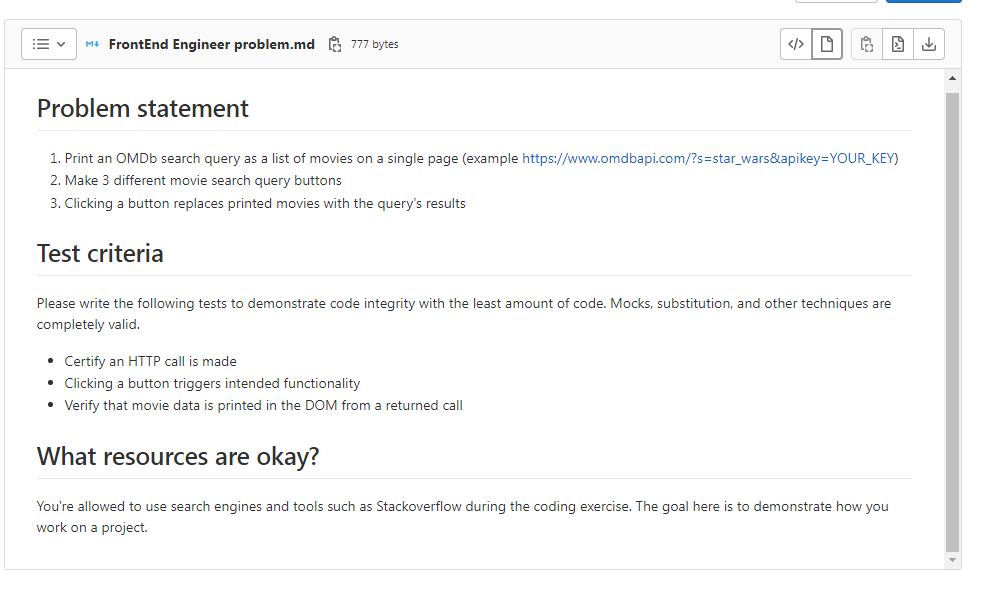 M↓ FrontEnd Engineer problem.md 777 bytes
Problem statement
1. Print an OMDb search query as a list of movies on a single page (example https://www.omdbapi.com/?s=star_wars&apikey=YOUR_KEY)
2. Make 3 different movie search query buttons
3. Clicking a button replaces printed movies with the query's results
Test criteria
Please write the following tests to demonstrate code integrity with the least amount of code. Mocks, substitution, and other techniques are
completely valid.
• Certify an HTTP call is made
• Clicking a button triggers intended functionality
• Verify that movie data is printed in the DOM from a returned call
What resources are okay?
You're allowed to use search engines and tools such as Stackoverflow during the coding exercise. The goal here is to demonstrate how you
work on a project.